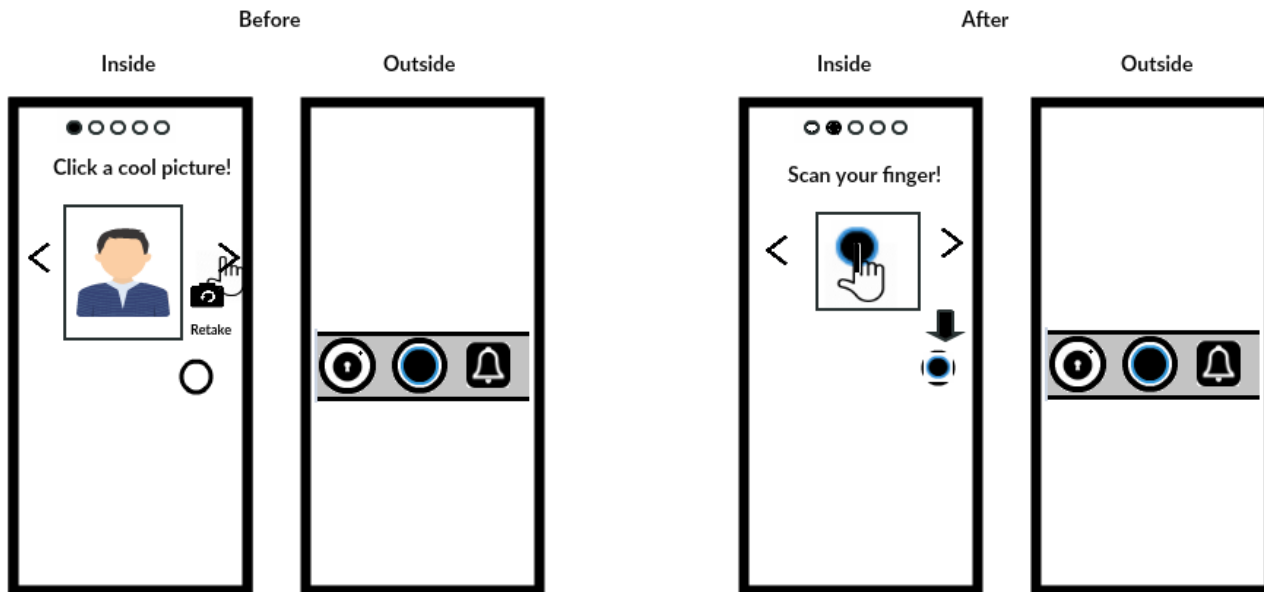 Before
After
Inside
Outside
Inside
Outside
Click a cool picture!
Scan your finger!
Retake